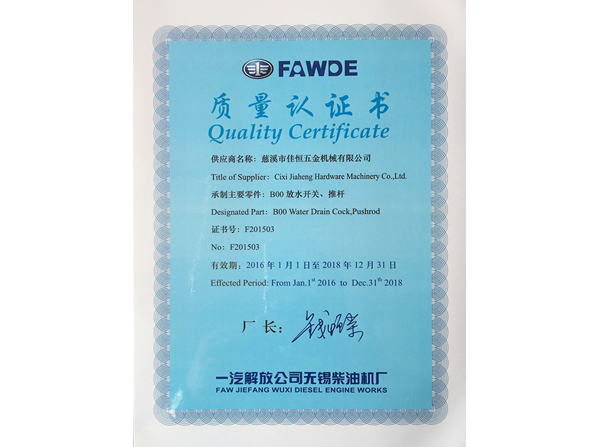 FAWDE
质量认证书
Quality Certificate
供应商名称：慈溪市佳恒五金机械有限公司
Title of Supplier: Cixi Jiaheng Hardware Machinery Co.,Ltd.
承制主要零件：B00 放水开关、推杆
Designated Part: B00 Water Drain Cock,Pushrod
证书号：F201503
No: F201503
有效期：2016 年 1 月 1 日至 2018 年 12 月 31 日
Effected Period: From Jan.1st 2016 to Dec.31th 2018
厂长：
一汽解放公司无锡柴油机厂
FAW JIEFANG WUXI DIESEL ENGINE WORKS